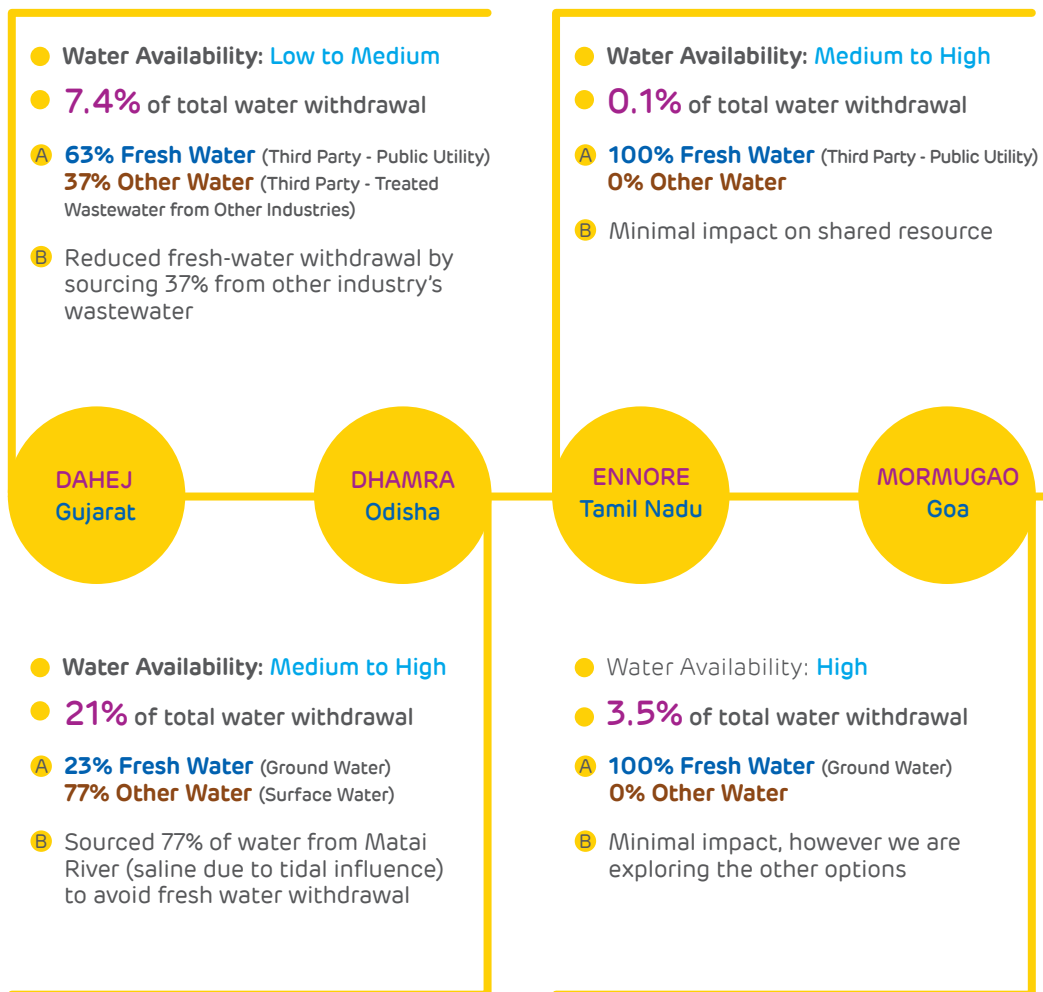 Water Availability: Low to Medium
7.4% of total water withdrawal
A 63% Fresh Water (Third Party - Public Utility)
37% Other Water (Third Party - Treated
Wastewater from Other Industries)
B Reduced fresh-water withdrawal by
sourcing 37% from other industry's
wastewater
Water Availability: Medium to High
0.1% of total water withdrawal
A 100% Fresh Water (Third Party - Public Utility)
0% Other Water
B Minimal impact on shared resource
DAHEJ
Gujarat
DHAMRA
Odisha
ENNORE
Tamil Nadu
MORMUGAO
Goa
Water Availability: Medium to High
21% of total water withdrawal
A 23% Fresh Water (Ground Water)
77% Other Water (Surface Water)
B Sourced 77% of water from Matai
River (saline due to tidal influence)
to avoid fresh water withdrawal
Water Availability: High
3.5% of total water withdrawal
A 100% Fresh Water (Ground Water)
0% Other Water
B Minimal impact, however we are
exploring the other options